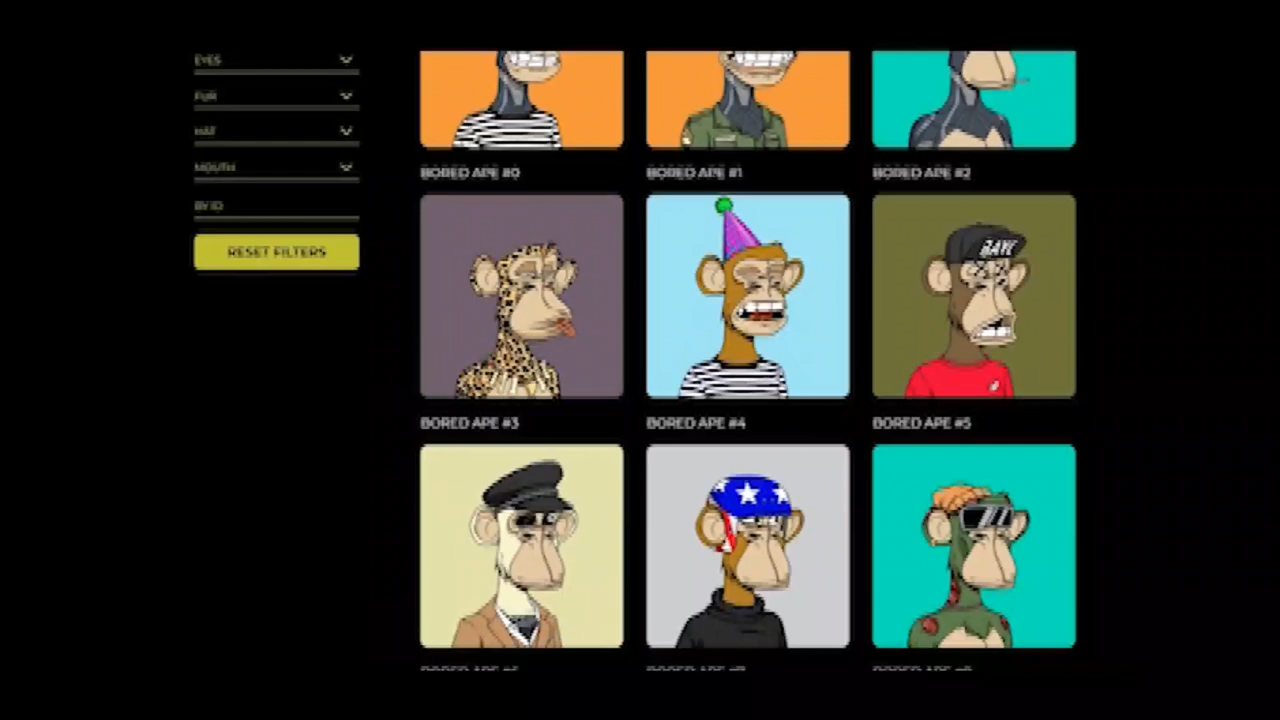 EYES
FUR
HAT
MOUTH
BY ID
RESET FILTERS
BORED APE #0
BORED APE #1
BORED APE #2
BORED APE #3
BORED APE #4
BORED APE #5